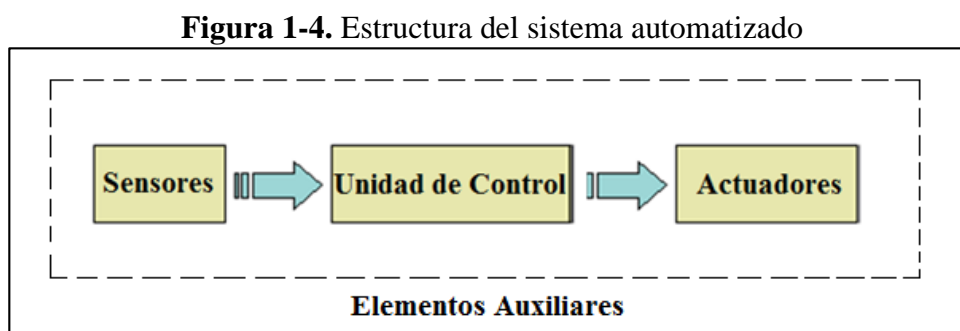 Figura 1-4. Estructura del sistema automatizado
Sensores
Unidad de Control
Actuadores
Elementos Auxiliares